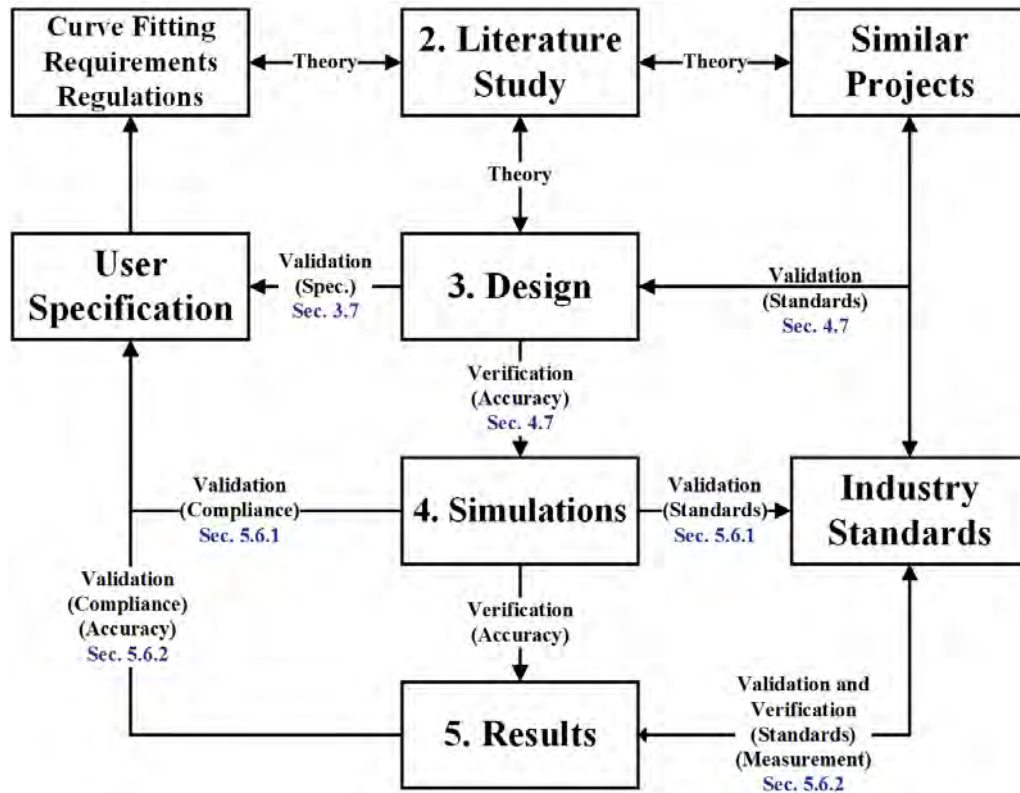 Curve Fitting
Requirements
Regulations
Theory
2. Literature
Study
Theory
Similar
Projects
Theory
User
Specification
Validation
(Spec.)
Sec. 3.7
3. Design
Validation
(Standards)
Sec. 4.7
Verification
(Accuracy)
Sec. 4.7
Validation
(Compliance)
Sec. 5.6.1
4. Simulations
Validation
(Standards)
Sec. 5.6.1
Industry
Standards
Validation
(Compliance)
(Accuracy)
Sec. 5.6.2
Verification
(Accuracy)
5. Results
Validation and
Verification
(Standards)
(Measurement)
Sec. 5.6.2